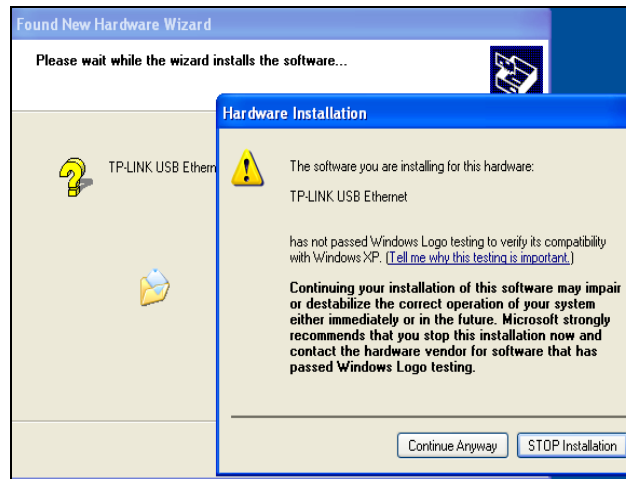 Found New Hardware Wizard
Please wait while the wizard installs the software...
Hardware Installation
TP-LINK USB Ethern
The software you are installing for this hardware:
TP-LINK USB Ethernet
has not passed Windows Logo testing to verify its compatibility
with Windows XP. (Tell me why this testing is important.)
Continuing your installation of this software may impair
or destabilize the correct operation of your system
either immediately or in the future. Microsoft strongly
recommends that you stop this installation now and
contact the hardware vendor for software that has
passed Windows Logo testing.
Continue Anyway
STOP Installation